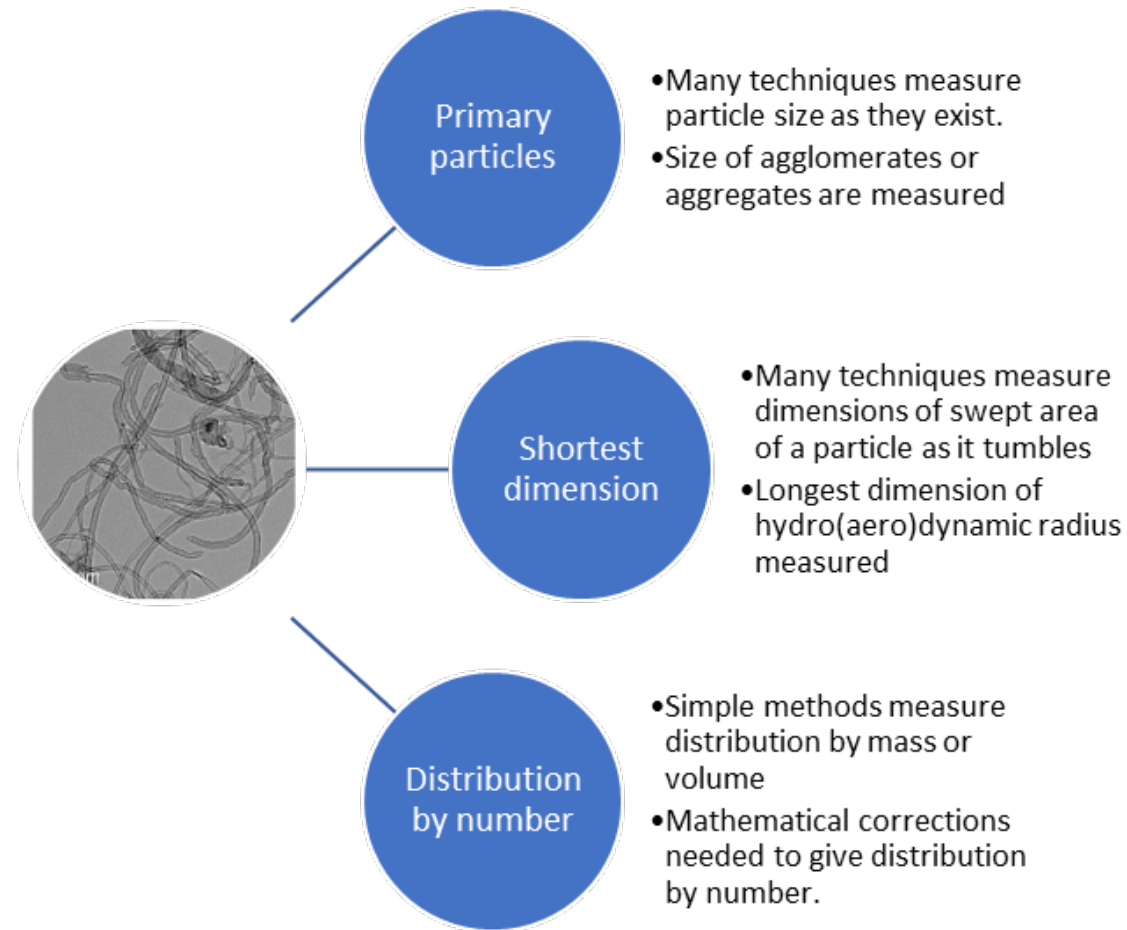 Primary
particles
•Many techniques measure
particle size as they exist.
•Size of agglomerates or
aggregates are measured
Shortest
dimension
•Many techniques measure
dimensions of swept area
of a particle as it tumbles
•Longest dimension of
hydro(aero)dynamic radius
measured
Distribution
by number
•Simple methods measure
distribution by mass or
volume
•Mathematical corrections
needed to give distribution
by number.